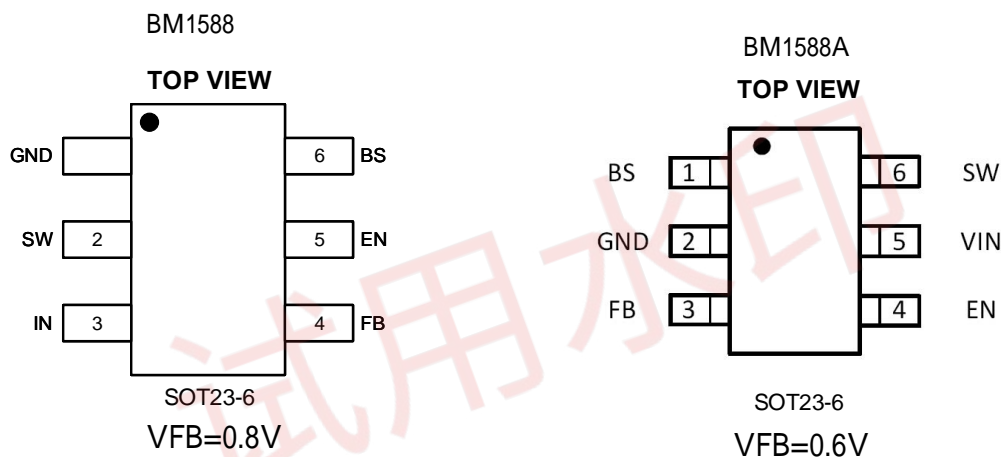 BM1588
TOP VIEW
GND
6 BS
SW 2
5 EN
IN 3
4 FB
SOT23-6
VFB=0.8V
BM1588A
TOP VIEW
BS 1
6 SW
GND 2
5 VIN
FB 3
4 EN
SOT23-6
VFB=0.6V
试用水印